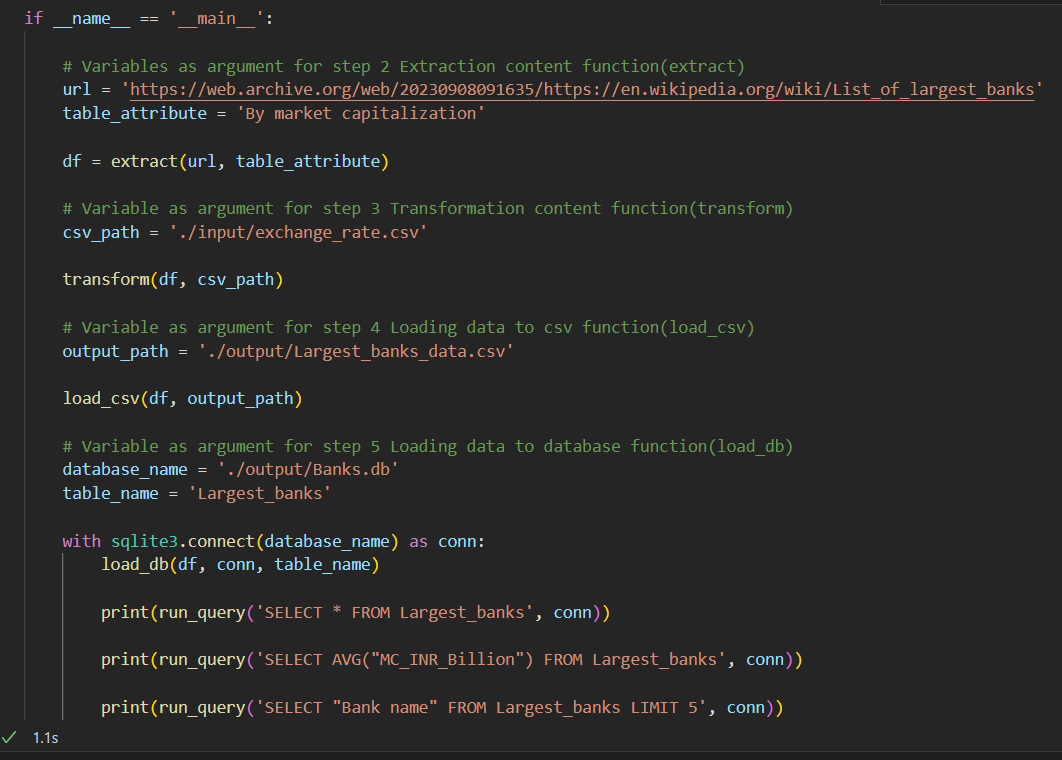 if __name__ == '__main__':
# Variables as argument for step 2 Extraction content function(extract)
url = 'https://web.archive.org/web/20230908091635/https://en.wikipedia.org/wiki/List_of_largest_banks'
table_attribute = 'By market capitalization'
df = extract(url, table_attribute)
# Variable as argument for step 3 Transformation content function(transform)
csv_path = './input/exchange_rate.csv'
transform(df, csv_path)
# Variable as argument for step 4 Loading data to csv function(load_csv)
output_path = './output/Largest_banks_data.csv'
load_csv(df, output_path)
# Variable as argument for step 5 Loading data to database function(load_db)
database_name = './output/Banks.db'
table_name = 'Largest_banks'
with sqlite3.connect(database_name) as conn:
load_db(df, conn, table_name)
print(run_query('SELECT * FROM Largest_banks', conn))
print(run_query('SELECT AVG("MC_INR_Billion") FROM Largest_banks', conn))
print(run_query('SELECT "Bank name" FROM Largest_banks LIMIT 5', conn))
1.1s